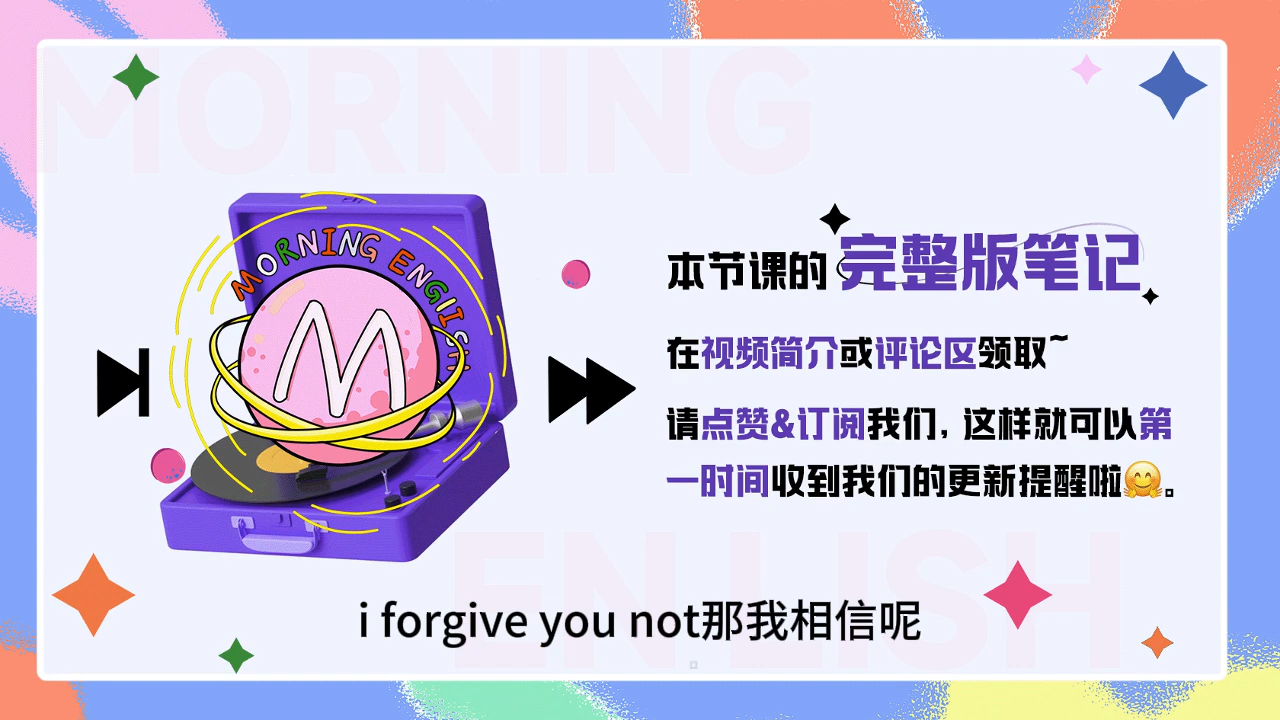 MORNING
MORNING ENGlISH
M
本节课的 完整版笔记
在视频简介或评论区领取~
请点赞&订阅我们, 这样就可以第
一时间收到我们的更新提醒啦🤗。
EN LISH
i forgive you not那我相信呢